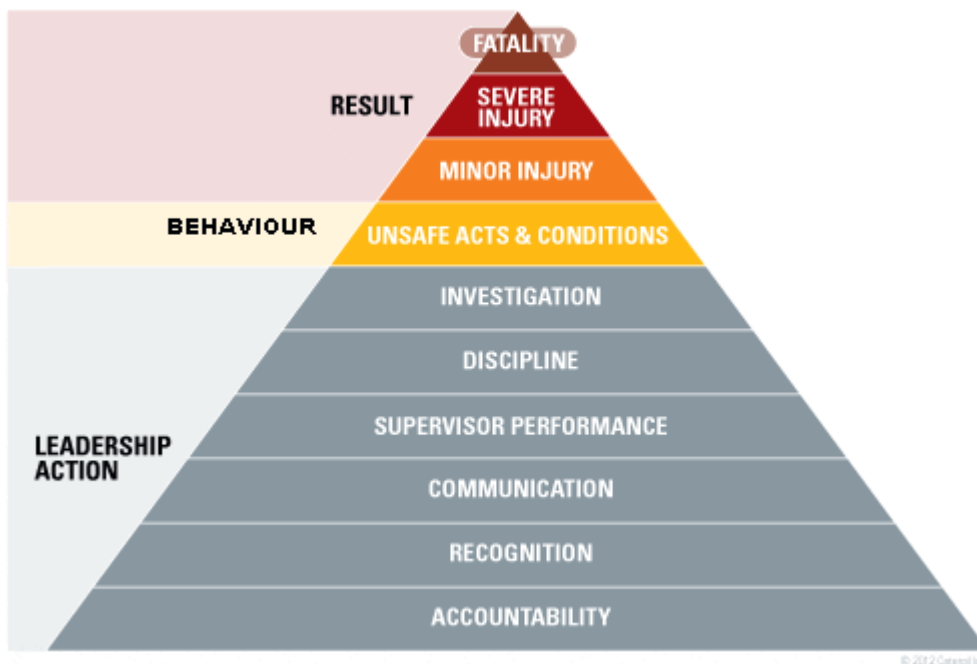 FATALITY
RESULT
SEVERE
INJURY
MINOR INJURY
BEHAVIOUR
UNSAFE ACTS & CONDITIONS
INVESTIGATION
DISCIPLINE
SUPERVISOR PERFORMANCE
LEADERSHIP
ACTION
COMMUNICATION
RECOGNITION
ACCOUNTABILITY
© 2012